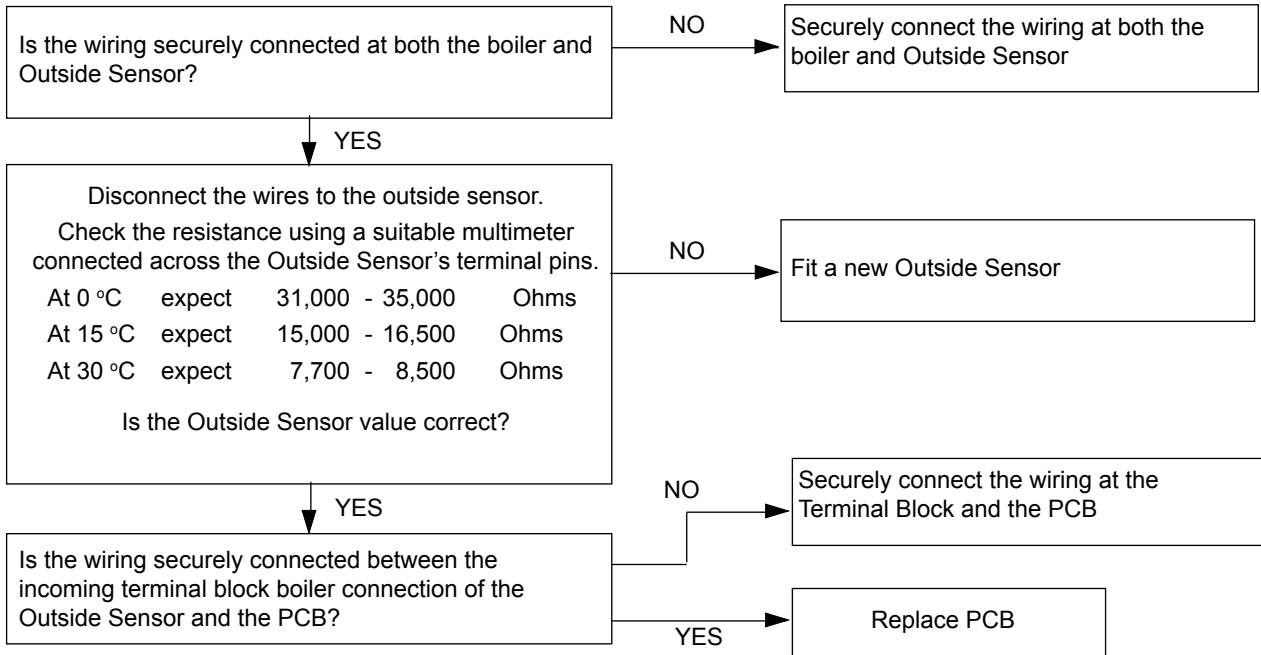 Is the wiring securely connected at both the boiler and
Outside Sensor?
NO
Securely connect the wiring at both the
boiler and Outside Sensor
YES
Disconnect the wires to the outside sensor.
Check the resistance using a suitable multimeter
connected across the Outside Sensor’s terminal pins.
At 0 °C expect 31,000 - 35,000 Ohms
At 15 °C expect 15,000 - 16,500 Ohms
At 30 °C expect 7,700 - 8,500 Ohms
Is the Outside Sensor value correct?
NO
Fit a new Outside Sensor
YES
Is the wiring securely connected between the
incoming terminal block boiler connection of the
Outside Sensor and the PCB?
NO
Securely connect the wiring at the
Terminal Block and the PCB
YES
Replace PCB